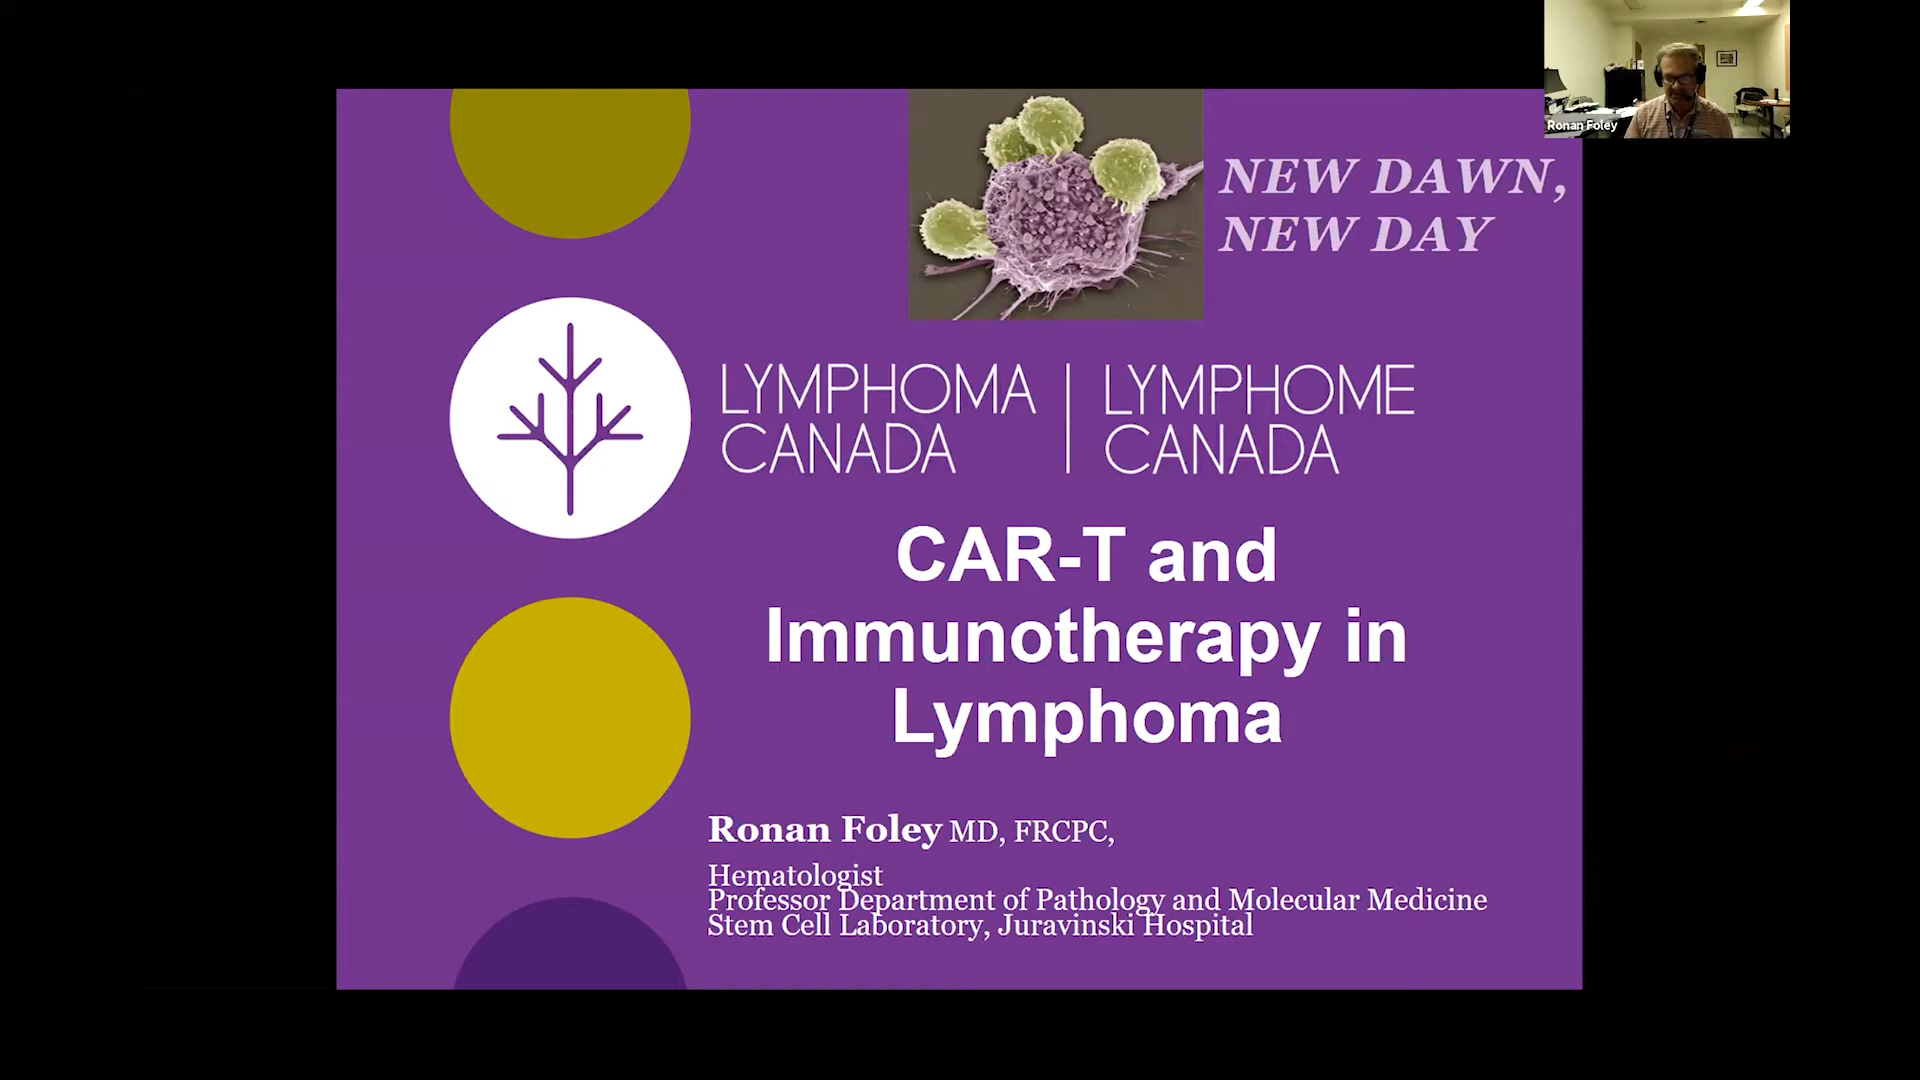 Ronan Foley
NEW DAWN,
NEW DAY
LYMPHOMA
CANADA
LYMPHOME
CANADA
CAR-T and
Immunotherapy in
Lymphoma
Ronan Foley MD, FRCPC,
Hematologist
Professor Department of Pathology and Molecular Medicine
Stem Cell Laboratory, Juravinski Hospital